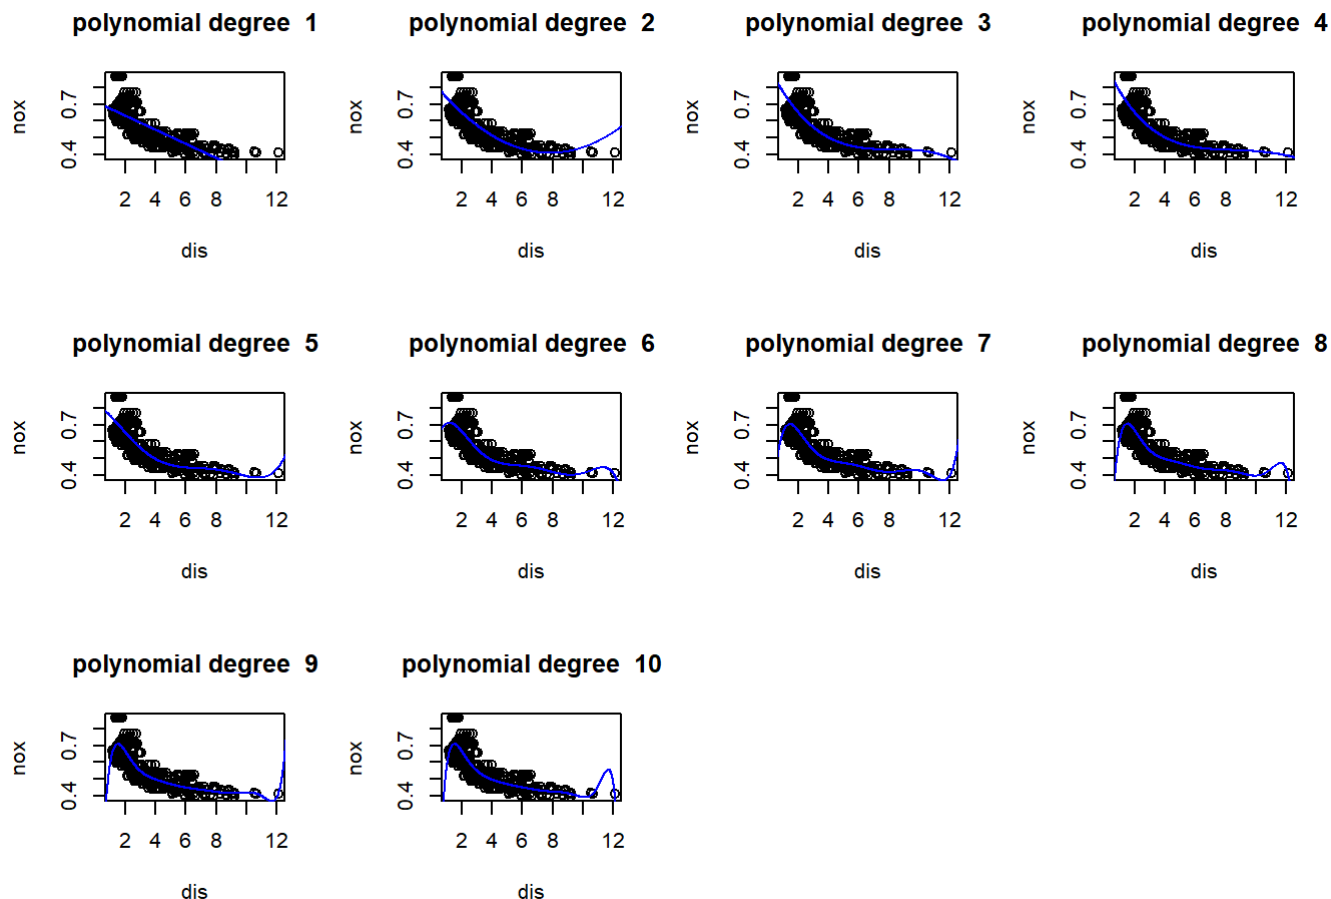 polynomial degree 1
nox
0.7
0.4
2 4 6 8 12
dis
polynomial degree 2
nox
0.7
0.4
2 4 6 8 12
dis
polynomial degree 3
nox
0.7
0.4
2 4 6 8 12
dis
polynomial degree 4
nox
0.7
0.4
2 4 6 8 12
dis
polynomial degree 5
nox
0.7
0.4
2 4 6 8 12
dis
polynomial degree 6
nox
0.7
0.4
2 4 6 8 12
dis
polynomial degree 7
nox
0.7
0.4
2 4 6 8 12
dis
polynomial degree 8
nox
0.7
0.4
2 4 6 8 12
dis
polynomial degree 9
nox
0.7
0.4
2 4 6 8 12
dis
polynomial degree 10
nox
0.7
0.4
2 4 6 8 12
dis